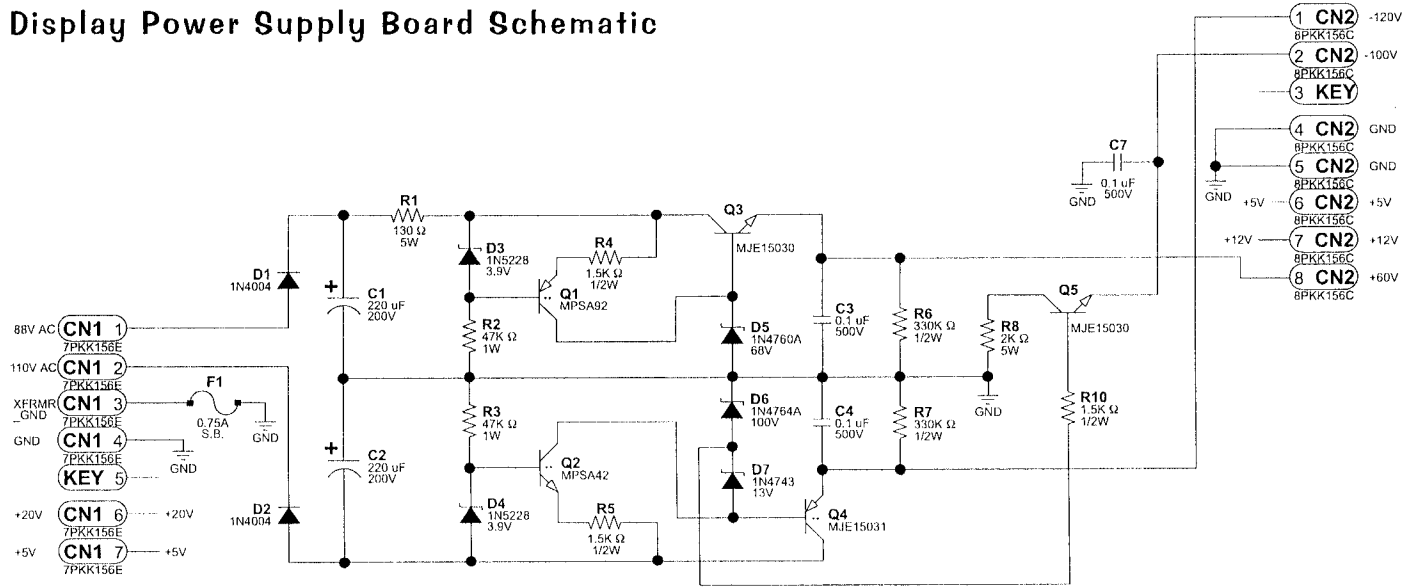 Display Power Supply Board Schematic
1 CN2 -120V
8PKK156C
2 CN2 -100V
8PKK156C
3 KEY
4 CN2 GND
8PKK156C
5 CN2 GND
8PKK156C
GND
+5V 6 CN2 +5V
8PKK156C
+12V 7 CN2 +12V
8PKK156C
8 CN2 +60V
8PKK156C
C7
0.1 uF
500V
GND
R1
130 Ω
5W
D3
1N5228
3.9V
R4
1.5K Ω
1/2W
Q3
MJE15030
D1
1N4004
C1
220 uF
200V
+
Q1
MPSA92
R2
47K Ω
1W
D5
1N4760A
68V
C3
0.1 uF
500V
R6
330K Ω
1/2W
R8
2K Ω
5W
Q5
MJE15030
88V AC CN1 1
7PKK156E
110V AC CN1 2
7PKK156E
XFRMR
GND
CN1 3
7PKK156E
F1
0.75A
S.B.
GND
GND CN1 4
7PKK156E
GND
KEY 5
+20V CN1 6 +20V
7PKK156E
+5V CN1 7 +5V
7PKK156E
D2
1N4004
+
C2
220 uF
200V
R3
47K Ω
1W
D4
1N5228
3.9V
Q2
MPSA42
R5
1.5K Ω
1/2W
D6
1N4764A
100V
D7
1N4743
13V
C4
0.1 uF
500V
R7
330K Ω
1/2W
GND
R10
1.5K Ω
1/2W
Q4
MJE15031